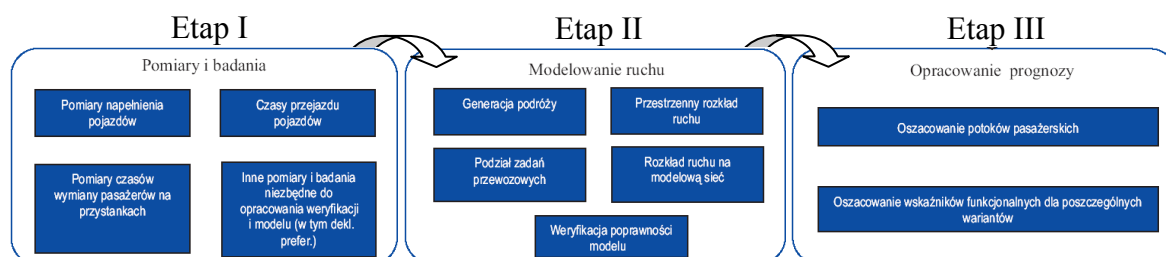 Etap I
Pomiary i badania
Pomiary napełnienia
pojazdów
Czasy przejazdu
pojazdów
Pomiary czasów
wymiany pasażerów na
przystankach
Inne pomiary i badania
niezbędne do
opracowania weryfikacji
i modelu (w tym dekl.
prefer.)
Etap II
Modelowanie ruchu
Generacja podróży
Przestrzenny rozkład
ruchu
Podział zadań
przewozowych
Rozkład ruchu na
modelową sieć
Weryfikacja poprawności
modelu
Etap III
Opracowanie prognozy
Oszacowanie potoków pasażerskich
Oszacowanie wskaźników funkcjonalnych dla poszczególnych
wariantów